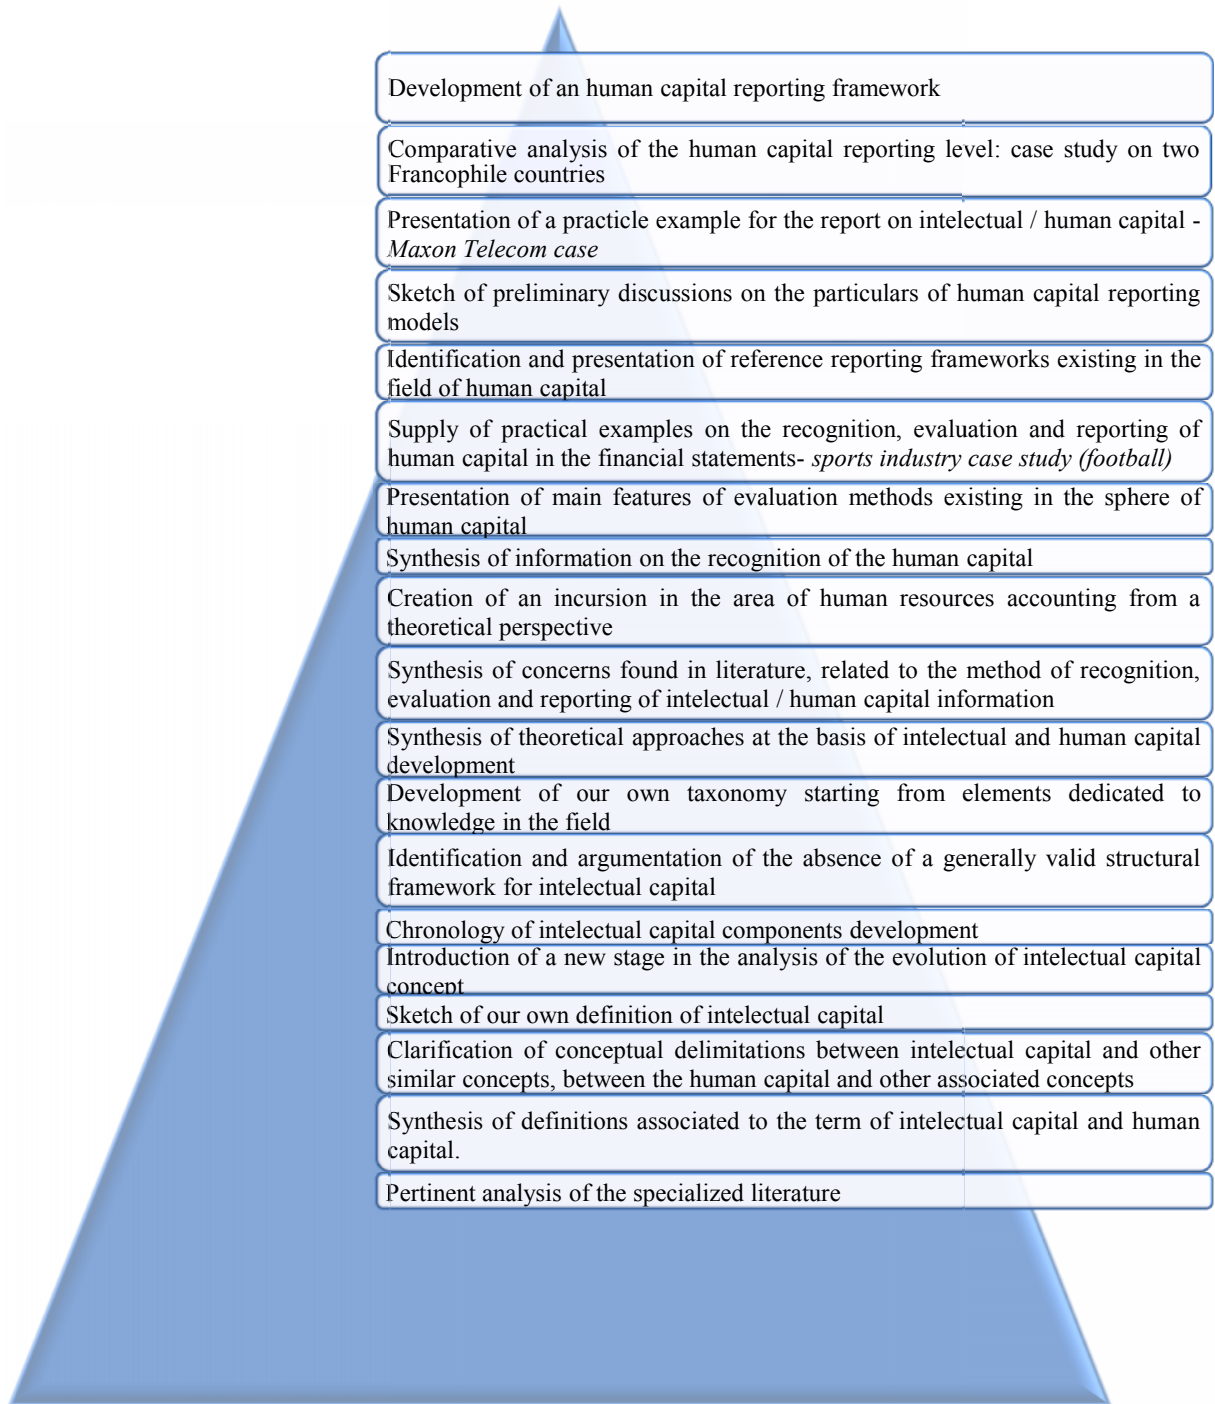 Development of an human capital reporting framework
Comparative analysis of the human capital reporting level: case study on two
Francophile countries
Presentation of a practicle example for the report on intelectual / human capital -
Maxon Telecom case
Sketch of preliminary discussions on the particulars of human capital reporting
models
Identification and presentation of reference reporting frameworks existing in the
field of human capital
Supply of practical examples on the recognition, evaluation and reporting of
human capital in the financial statements- sports industry case study (football)
Presentation of main features of evaluation methods existing in the sphere of
human capital
Synthesis of information on the recognition of the human capital
Creation of an incursion in the area of human resources accounting from a
theoretical perspective
Synthesis of concerns found in literature, related to the method of recognition,
evaluation and reporting of intelectual / human capital information
Synthesis of theoretical approaches at the basis of intelectual and human capital
development
Development of our own taxonomy starting from elements dedicated to
knowledge in the field
Identification and argumentation of the absence of a generally valid structural
framework for intelectual capital
Chronology of intelectual capital components development
Introduction of a new stage in the analysis of the evolution of intelectual capital
concept
Sketch of our own definition of intelectual capital
Clarification of conceptual delimitations between intelectual capital and other
similar concepts, between the human capital and other associated concepts
Synthesis of definitions associated to the term of intelectual capital and human
capital.
Pertinent analysis of the specialized literature